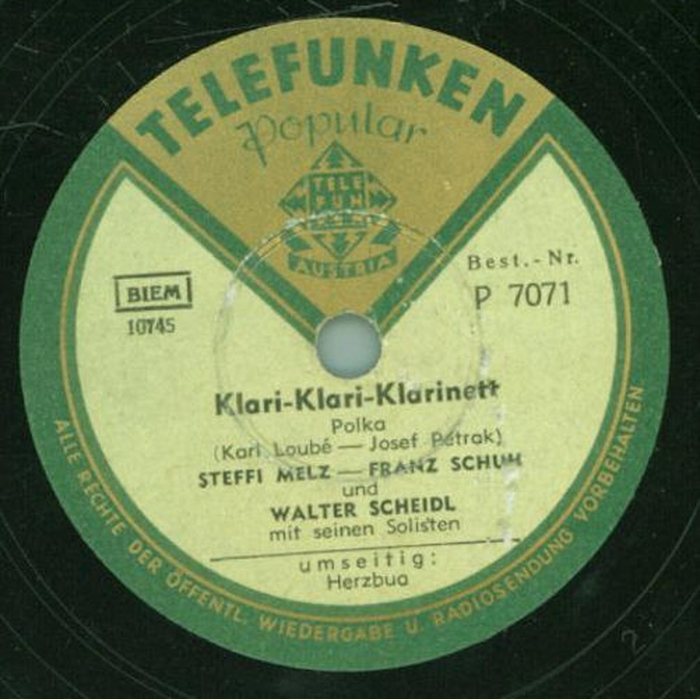 TELEFUNKEN
Popular
TELE
FUN
KEN
AUSTRIA
BIEM
10745
Best.-Nr.
P 7071
Klari-Klari-Klarinett
Polka
(Karl Loubé — Josef Petrak)
STEFFI MELZ — FRANZ SCHUH
und
WALTER SCHEIDL
mit seinen Solisten
umseitig:
Herzbua
ALLE RECHTE DER ÖFFENTL. WIEDERGABE U. RADIOSENDUNG VORBEHALTEN
2